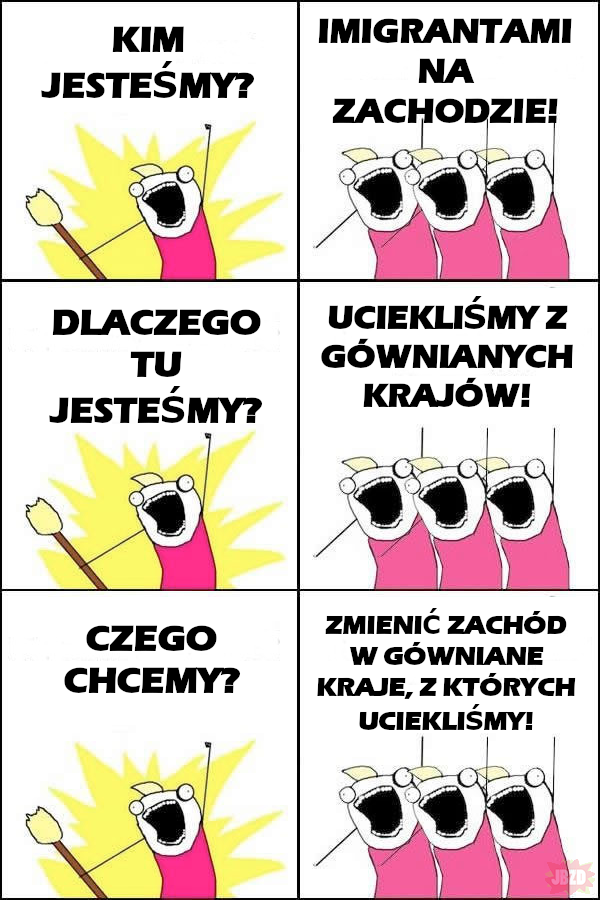 KIM
JESTEŚMY?
IMIGRANTAMI
NA
ZACHODZIE!
DLACZEGO
TU
JESTEŚMY?
UCIEKLIŚMY Z
GÓWNIANYCH
KRAJÓW!
CZEGO
CHCEMY?
ZMIENIĆ ZACHÓD
W GÓWNIANE
KRAJE, Z KTÓRYCH
UCIEKLIŚMY!
JBZD